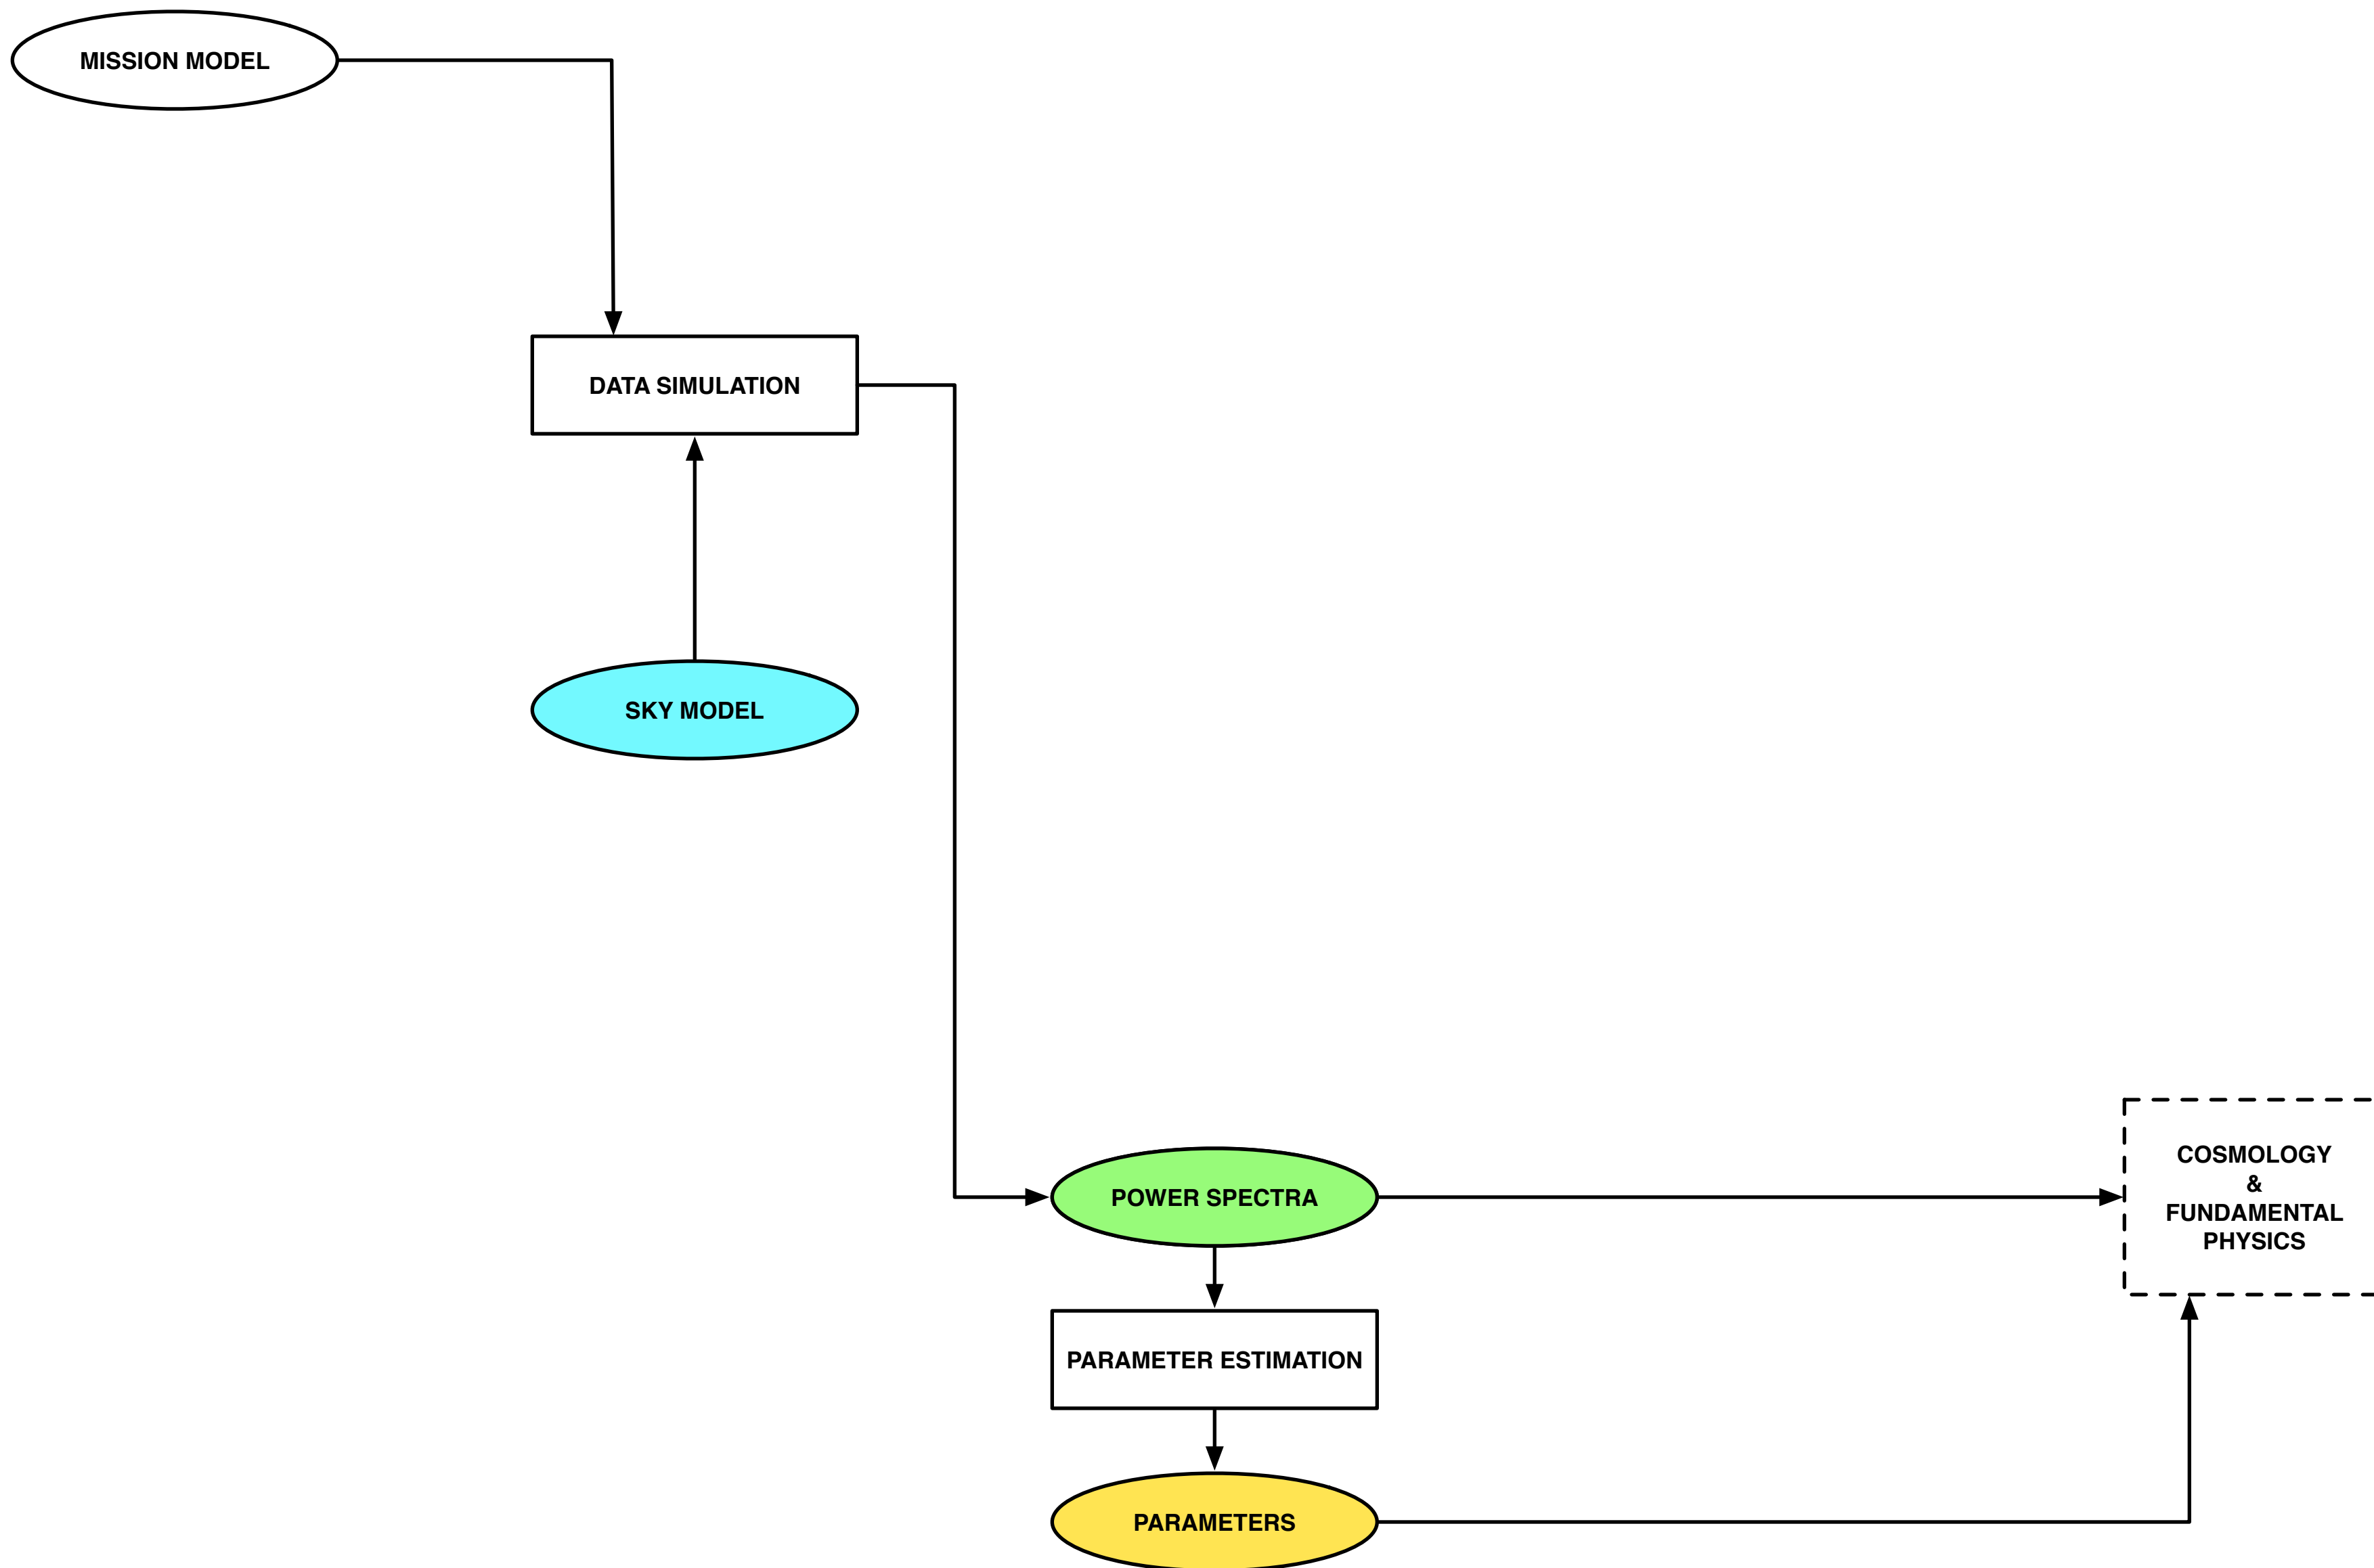 MISSION MODEL
DATA SIMULATION
SKY MODEL
POWER SPECTRA
COSMOLOGY
&
FUNDAMENTAL
PHYSICS
PARAMETER ESTIMATION
PARAMETERS